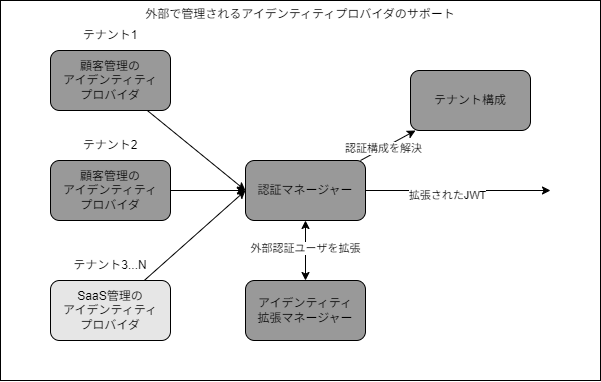 外部で管理されるアイデンティティプロバイダのサポート
テナント1
顧客管理の
アイデンティティ
プロバイダ
テナント2
顧客管理の
アイデンティティ
プロバイダ
テナント3...N
SaaS管理の
アイデンティティ
プロバイダ
認証マネージャー
テナント構成
認証構成を解決
拡張されたJWT
外部認証ユーザを拡張
アイデンティティ
拡張マネージャー